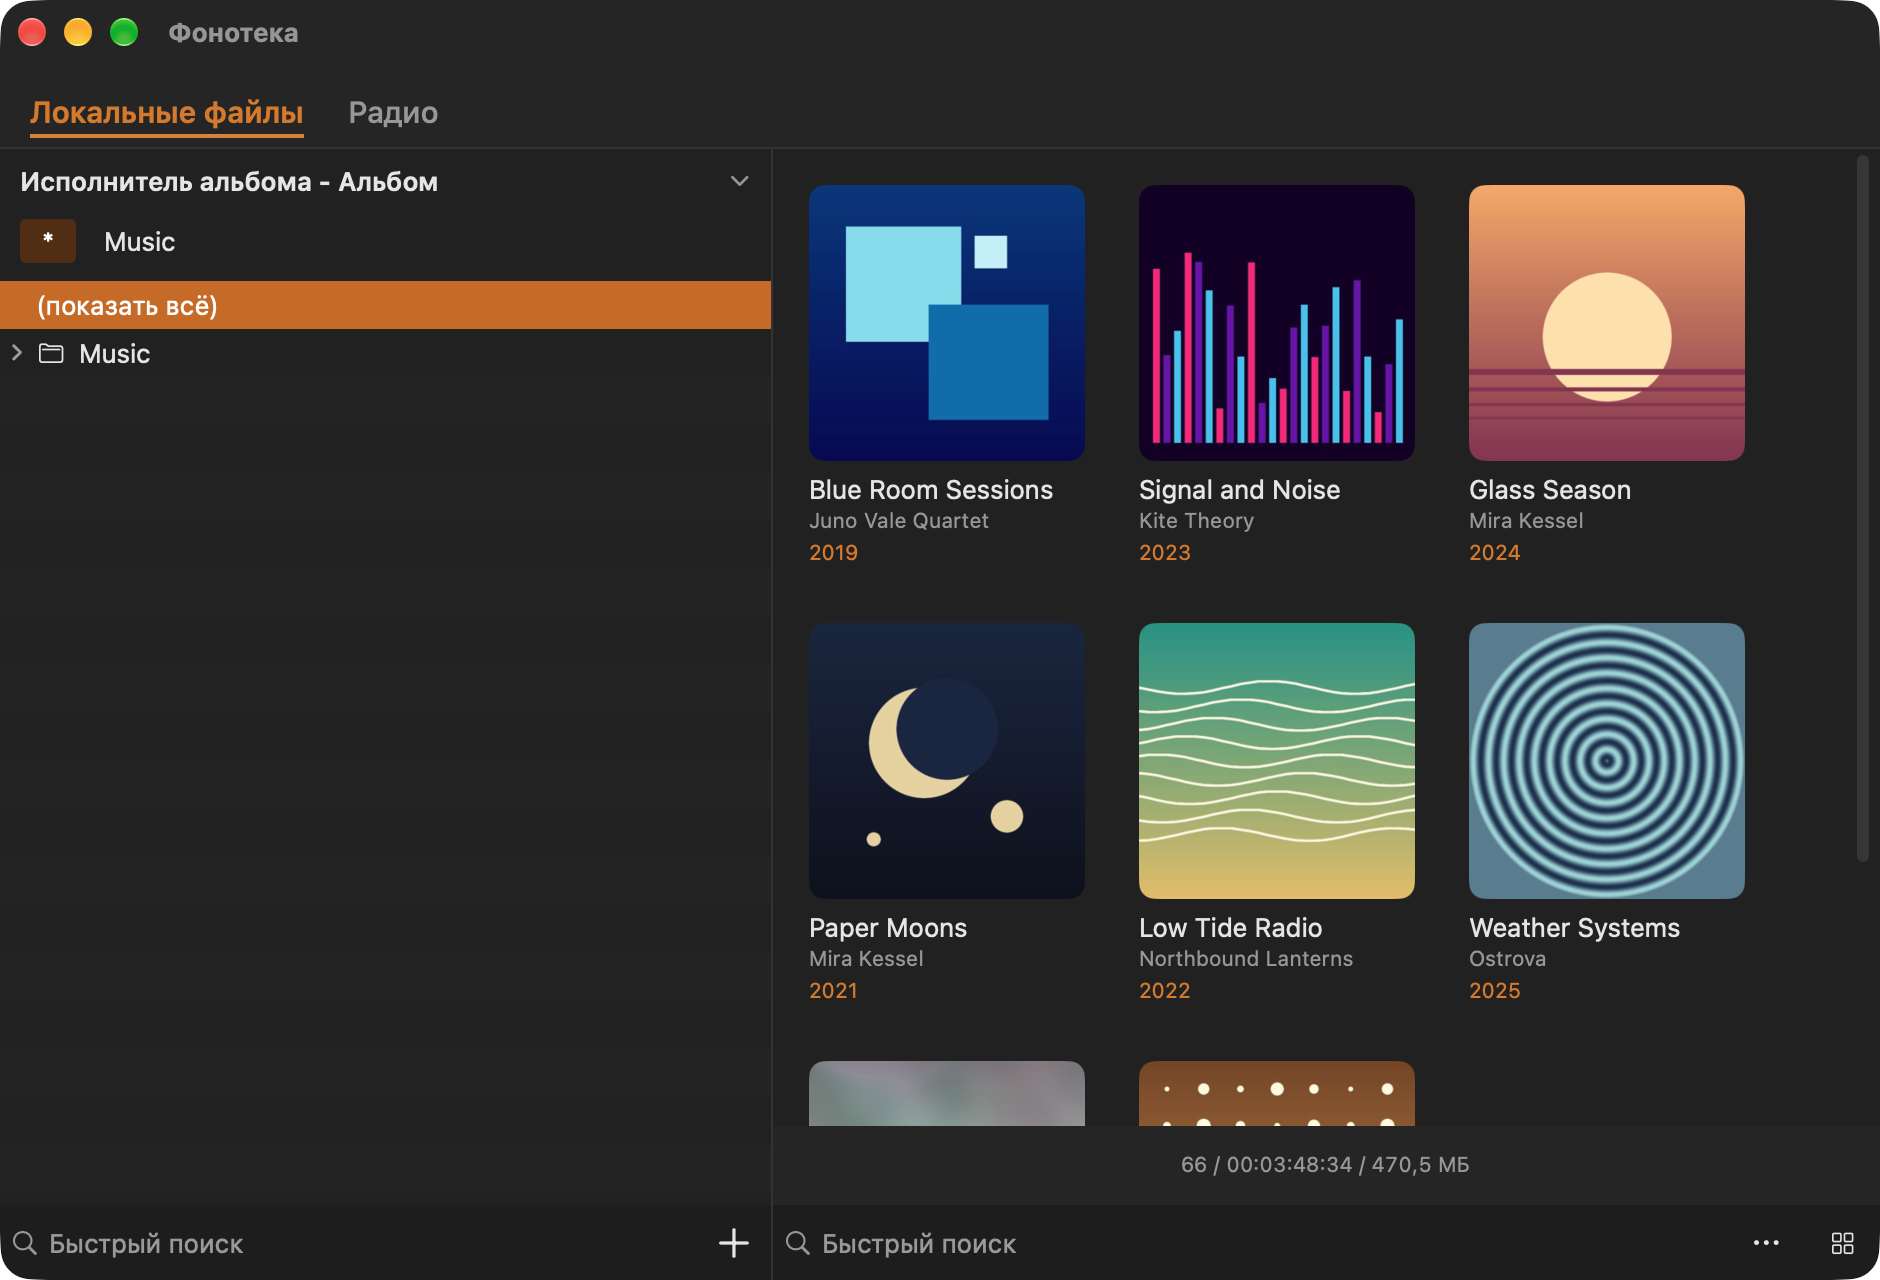 Фонотека
Локальные файлы
Радио
Исполнитель альбома - Альбом
* Music
(показать всё)
Music
Blue Room Sessions
Juno Vale Quartet
2019
Signal and Noise
Kite Theory
2023
Glass Season
Mira Kessel
2024
Paper Moons
Mira Kessel
2021
Low Tide Radio
Northbound Lanterns
2022
Weather Systems
Ostrova
2025
66 / 00:03:48:34 / 470,5 МБ
Быстрый поиск
Быстрый поиск